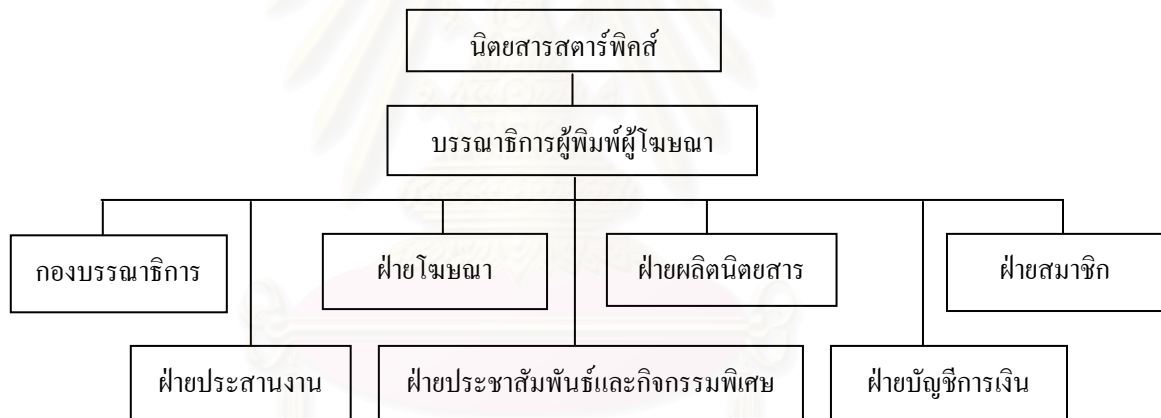 นิตยสารสตาร์พิคส์
บรรณาธิการผู้พิมพ์ผู้โฆษณา
กองบรรณาธิการ
ฝ่ายโฆษณา
ฝ่ายผลิตนิตยสาร
ฝ่ายสมาชิก
ฝ่ายประสานงาน
ฝ่ายประชาสัมพันธ์และกิจกรรมพิเศษ
ฝ่ายบัญชีการเงิน